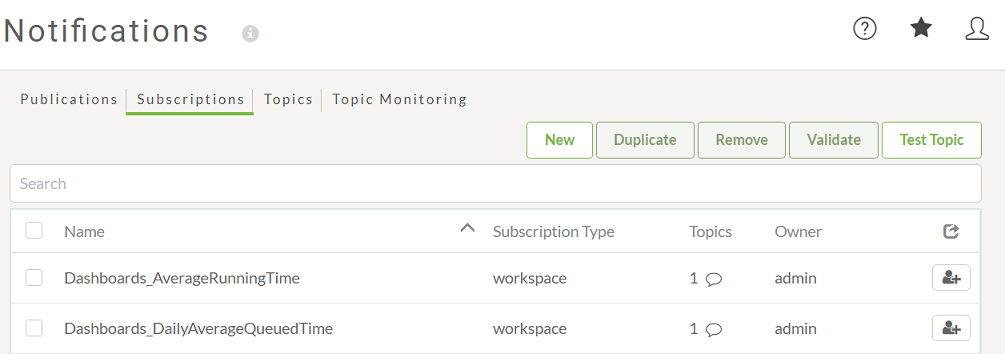 Notifications
Publications Subscriptions Topics Topic Monitoring
New Duplicate Remove Validate Test Topic
Search
Name Subscription Type Topics Owner
Dashboards_AverageRunningTime workspace 1 admin
Dashboards_DailyAverageQueuedTime workspace 1 admin